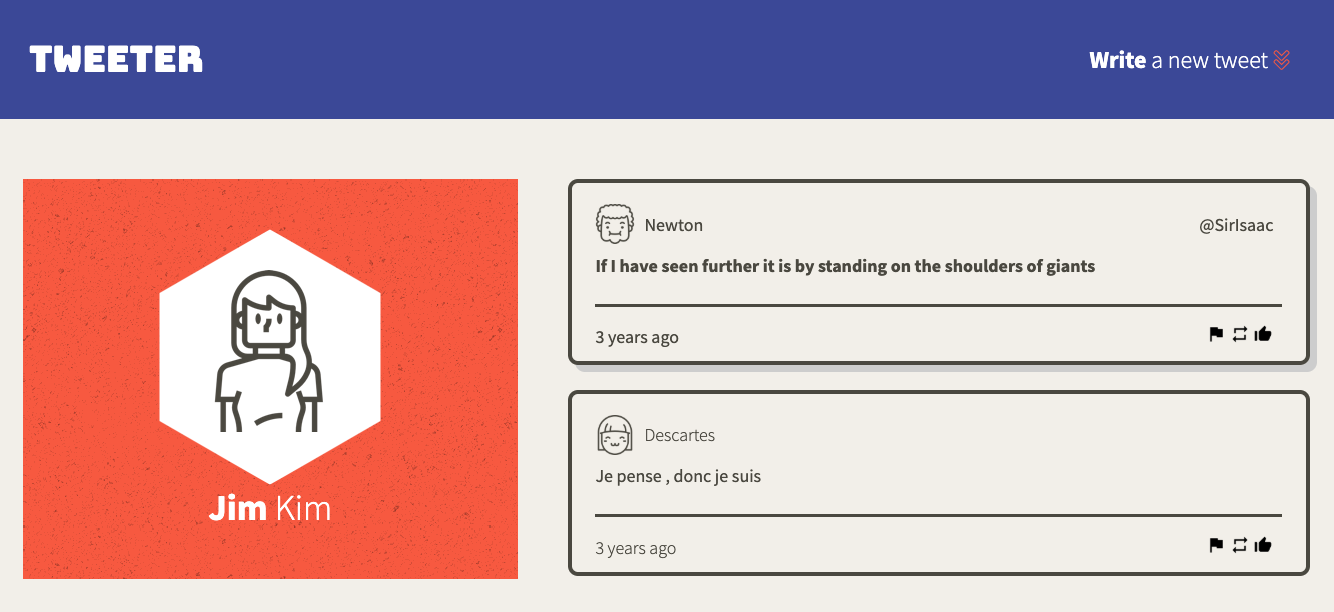 TWEETER
Write a new tweet
Jim Kim
Newton
@SirIsaac
If I have seen further it is by standing on the shoulders of giants
3 years ago
Descartes
Je pense , donc je suis
3 years ago